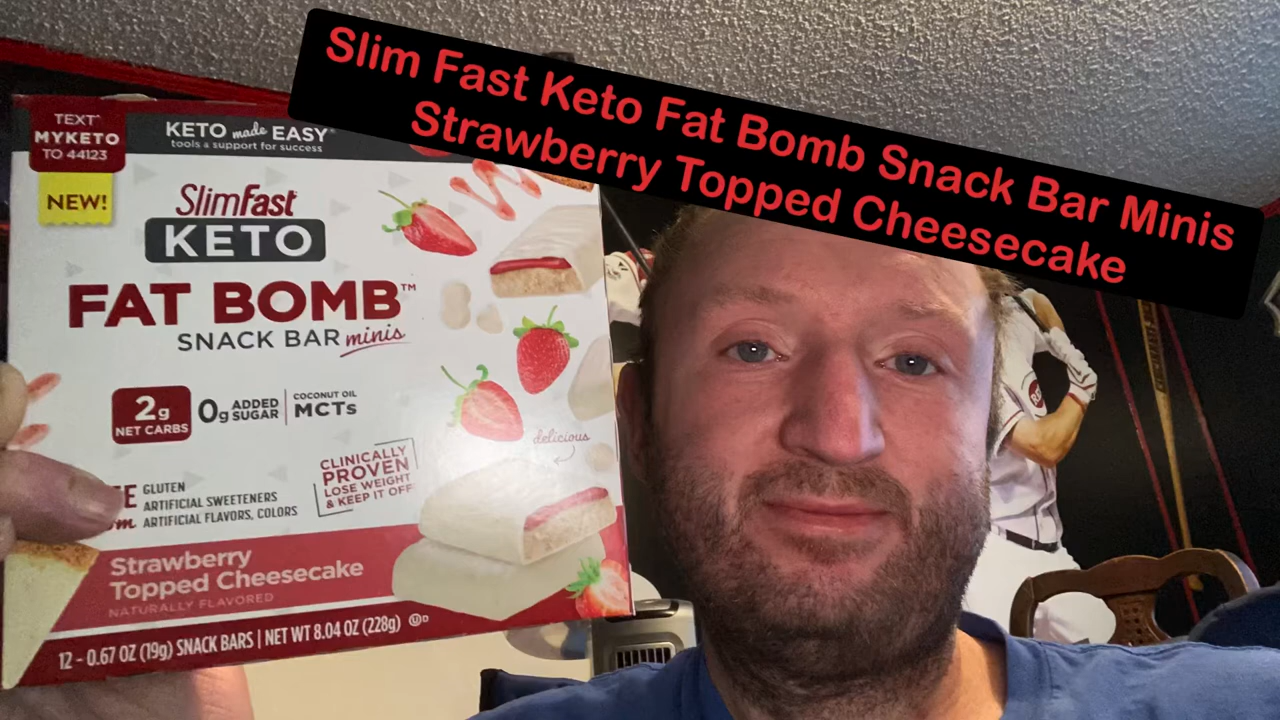 Slim Fast Keto Fat Bomb Snack Bar Minis
Strawberry Topped Cheesecake
TEXT*
MYKETO
TO 44123
NEW!
KETO made EASY®
tools & support for success
SlimFast
KETO
FAT BOMB™
SNACK BAR minis
2g
NET CARBS
0g ADDED
SUGAR
COCONUT OIL
MCTs
delicious
CLINICALLY
PROVEN
LOSE WEIGHT
& KEEP IT OFF
GLUTEN
ARTIFICIAL SWEETENERS
ARTIFICIAL FLAVORS, COLORS
Strawberry
Topped Cheesecake
NATURALLY FLAVORED
12 - 0.67 OZ (19g) SNACK BARS | NET WT 8.04 OZ (228g)